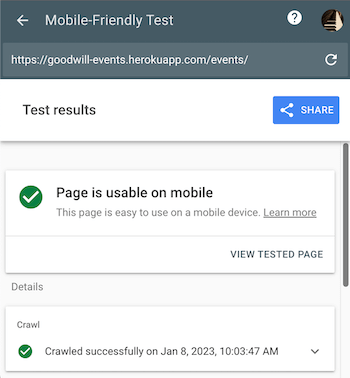 Mobile-Friendly Test
https://goodwill-events.herokuapp.com/events/
Test results
SHARE
Page is usable on mobile
This page is easy to use on a mobile device. Learn more
VIEW TESTED PAGE
Details
Crawl
Crawled successfully on Jan 8, 2023, 10:03:47 AM